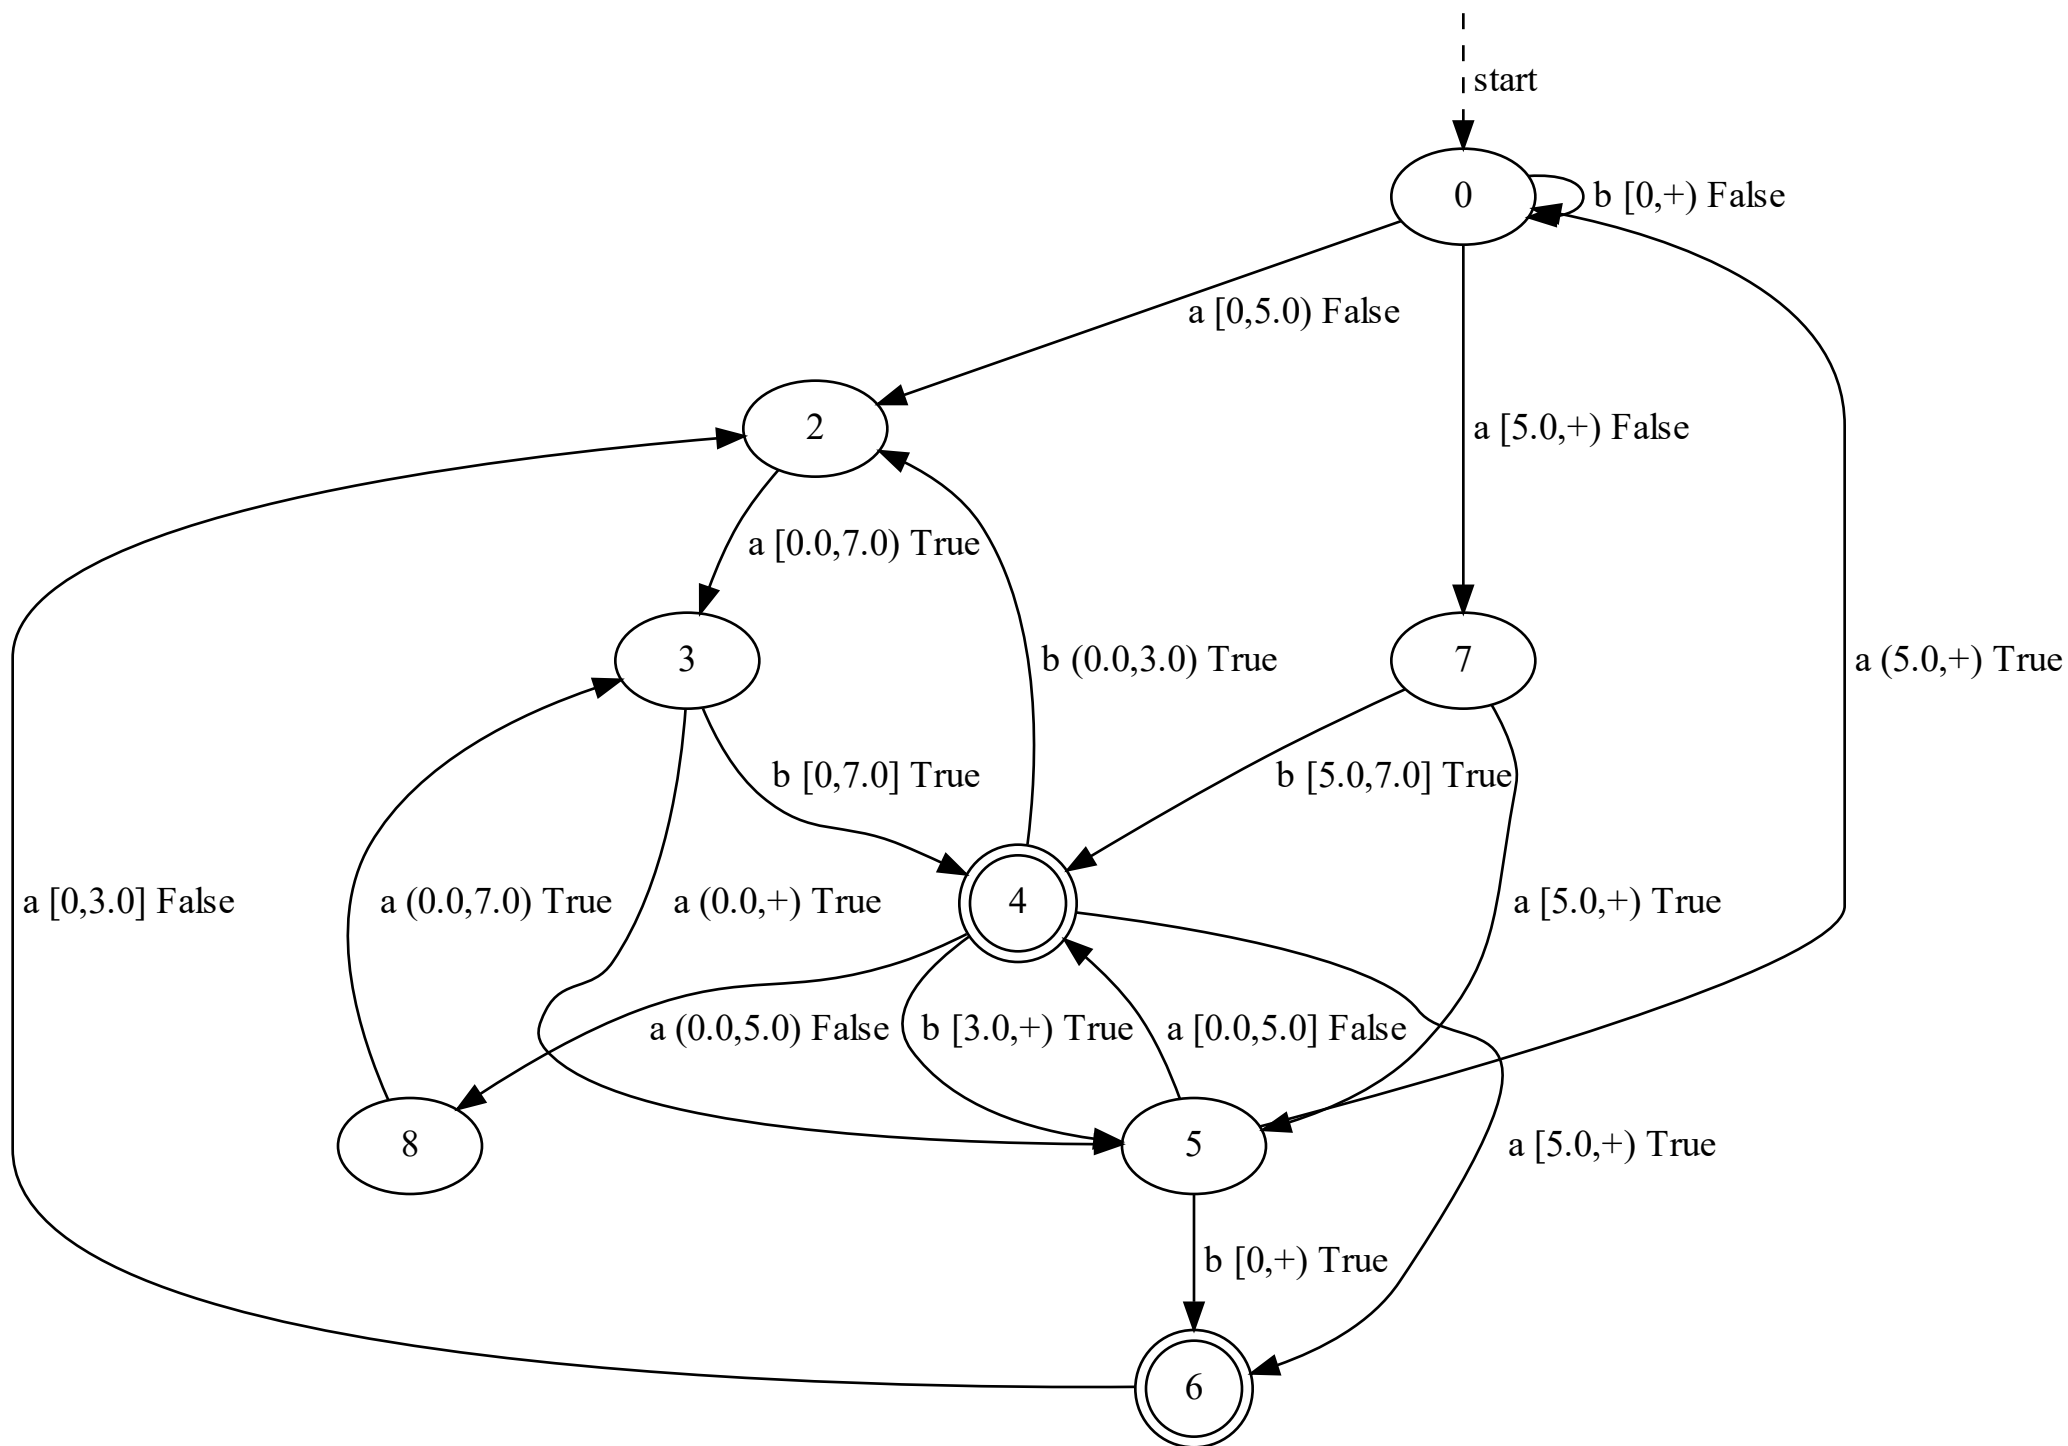 start
0
b [0,+) False
a [0,5.0) False
2
a [5.0,+) False
a [0.0,7.0) True
3
b (0.0,3.0) True
7
a (5.0,+) True
b [0,7.0] True
b [5.0,7.0] True
a [0,3.0] False
a (0.0,7.0) True
a (0.0,+) True
4
a [5.0,+) True
a (0.0,5.0) False
b [3.0,+) True
a [0.0,5.0] False
8
5
a [5.0,+) True
b [0,+) True
6